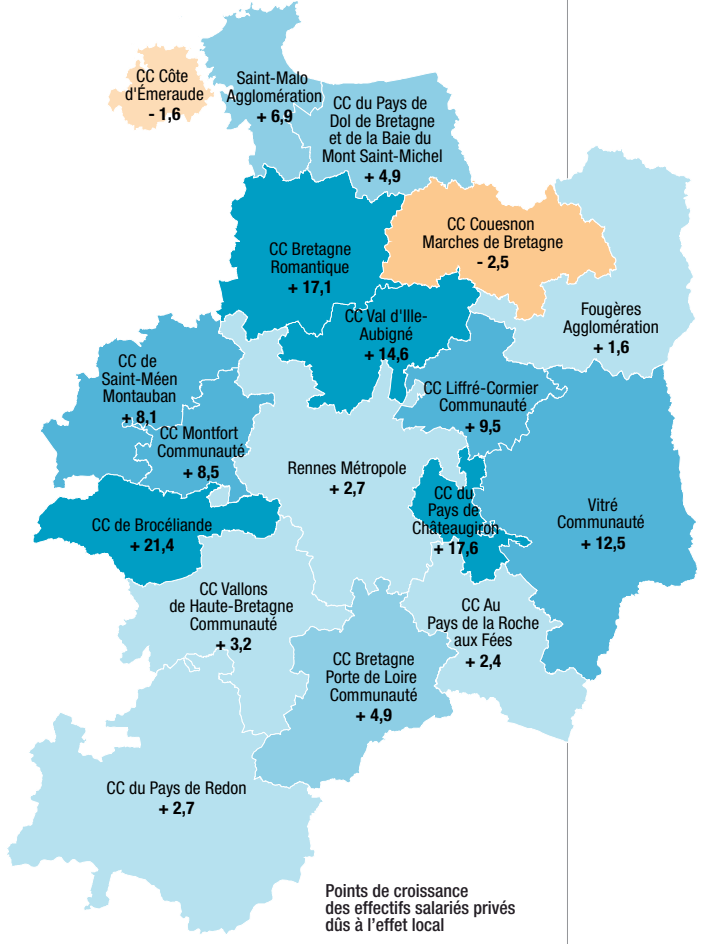 CC Côte
d'Émeraude
- 1,6
Saint-Malo
Agglomération
+ 6,9
CC du Pays de
Dol de Bretagne
et de la Baie du
Mont Saint-Michel
+ 4,9
CC Bretagne
Romantique
+ 17,1
CC Couesnon
Marches de Bretagne
- 2,5
Fougères
Agglomération
+ 1,6
CC Val d'Ille-
Aubigné
+ 14,6
CC de
Saint-Méen
Montauban
+ 8,1
CC Montfort
Communauté
+ 8,5
CC Liffré-Cormier
Communauté
+ 9,5
Rennes Métropole
+ 2,7
CC du
Pays de
Châteaugiron
+ 17,6
Vitré
Communauté
+ 12,5
CC de Brocéliande
+ 21,4
CC Vallons
de Haute-Bretagne
Communauté
+ 3,2
CC Au
Pays de la Roche
aux Fées
+ 2,4
CC Bretagne
Porte de Loire
Communauté
+ 4,9
CC du Pays de Redon
+ 2,7
Points de croissance
des effectifs salariés privés
dûs à l'effet local